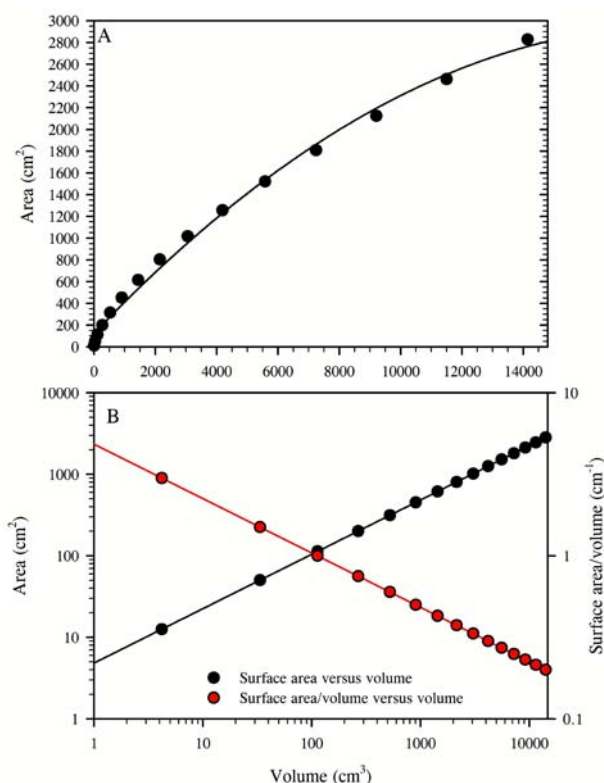 A
3000
2800
2600
2400
2200
2000
1800
1600
1400
1200
1000
800
600
400
200
0
Area (cm2)
0 2000 4000 6000 8000 10000 12000 14000
B
10000
1000
100
10
1
Area (cm2)
10
1
0.1
Surface area/volume (cm-1)
Surface area versus volume
Surface area/volume versus volume
1 10 100 1000 10000
Volume (cm3)